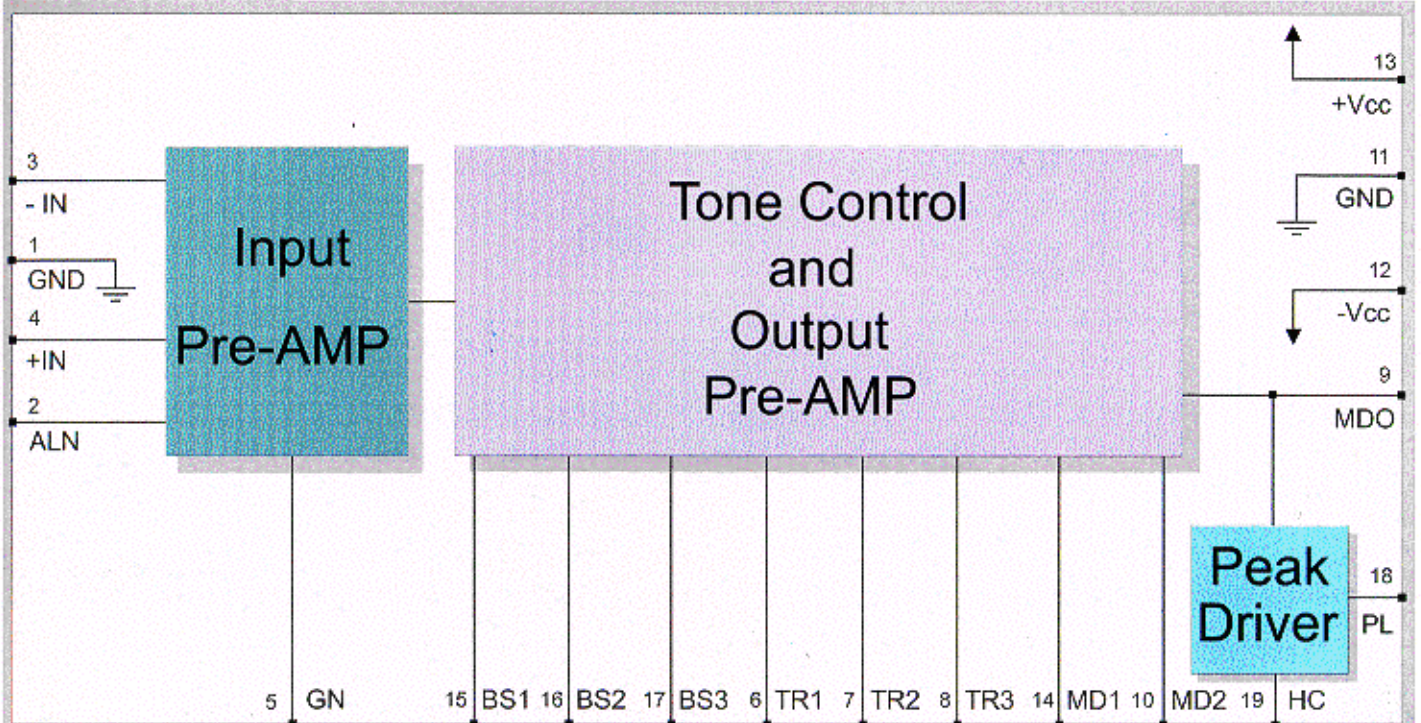 3
- IN
1
GND
4
+IN
2
ALN
Input
Pre-AMP
Tone Control
and
Output
Pre-AMP
13
+Vcc
11
GND
12
-Vcc
9
MDO
Peak
Driver
18
PL
5 GN 15 BS1 16 BS2 17 BS3 6 TR1 7 TR2 8 TR3 14 MD1 10 MD2 19 HC